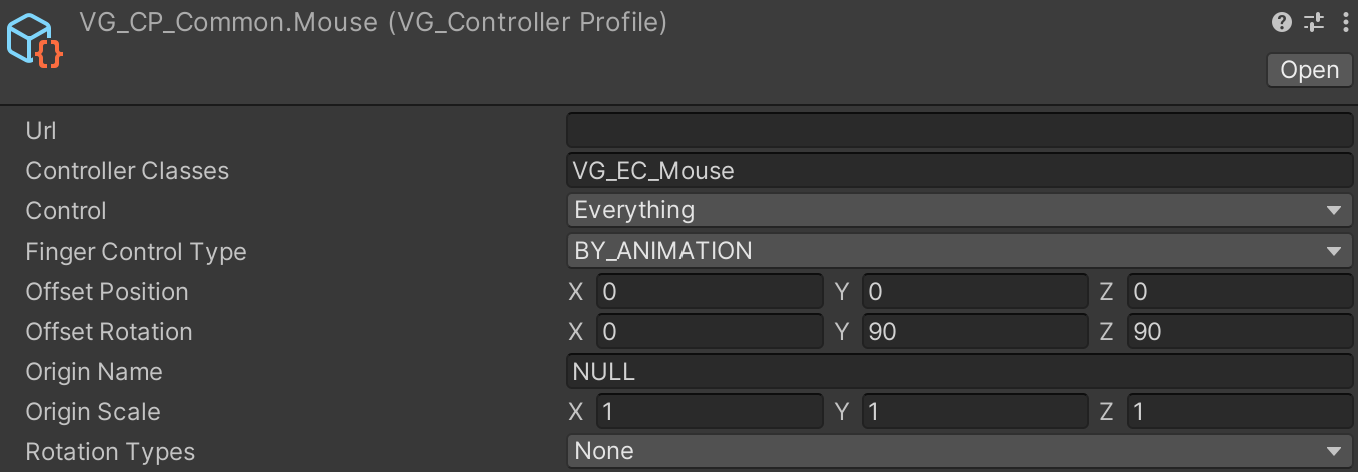 VG_CP_Common.Mouse (VG_Controller Profile)
Open
Url
Controller Classes VG_EC_Mouse
Control Everything
Finger Control Type BY_ANIMATION
Offset Position X 0 Y 0 Z 0
Offset Rotation X 0 Y 90 Z 90
Origin Name NULL
Origin Scale X 1 Y 1 Z 1
Rotation Types None